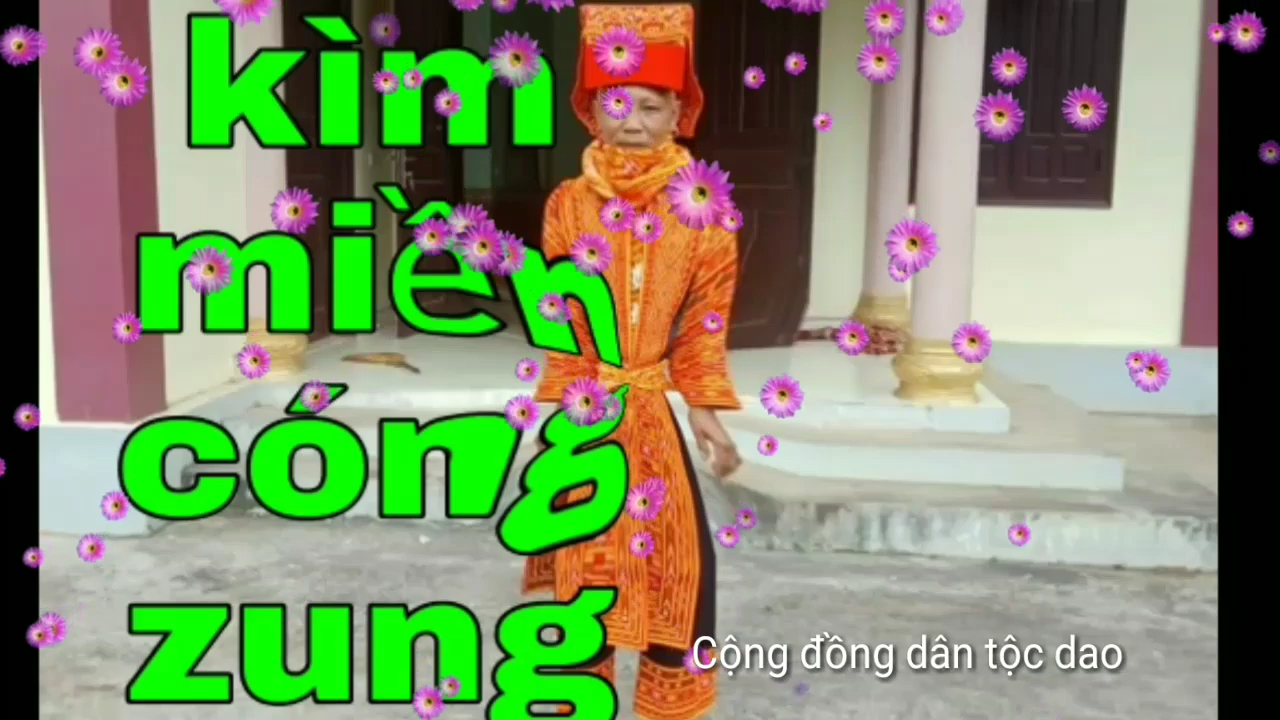 kìm
miền
cóng
zung
Cộng đồng dân tộc dao